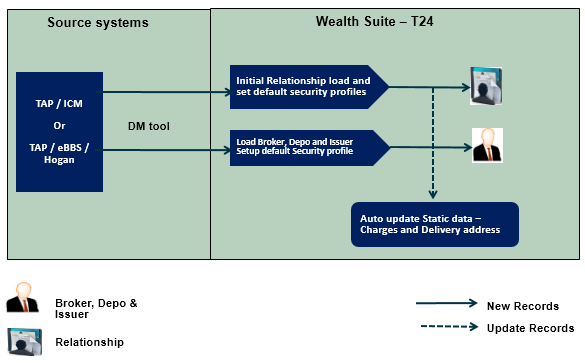 Source systems
Wealth Suite – T24
TAP / ICM
Or
TAP / eBBS /
Hogan
DM tool
Initial Relationship load and
set default security profiles
Load Broker, Depo and Issuer
Setup default Security profile
Auto update Static data –
Charges and Delivery address
Broker, Depo &
Issuer
Relationship
New Records
Update Records